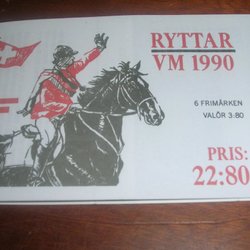 RYTTAR
VM 1990
6 FRIMÄRKEN
VALÖR 3:80
PRIS:
22:80